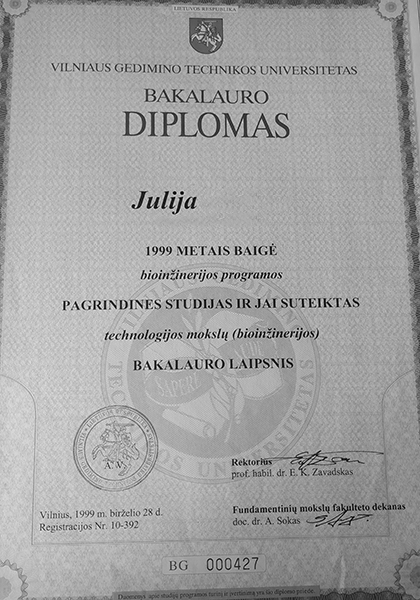 LIETUVOS RESPUBLIKA
VILNIAUS GEDIMINO TECHNIKOS UNIVERSITETAS
BAKALAURO
DIPLOMAS
Julija
1999 METAIS BAIGĖ
bioinžinerijos programos
PAGRINDINES STUDIJAS IR JAI SUTEIKTAS
technologijos mokslų (bioinžinerijos)
BAKALAURO LAIPSNIS
A.V.
Rektorius
prof. habil. dr. E. K. Zavadskas
Vilnius, 1999 m. birželio 28 d.
Registracijos Nr. 10-392
Fundamentinių mokslų fakulteto dekanas
doc. dr. A. Sokas
BG 000427